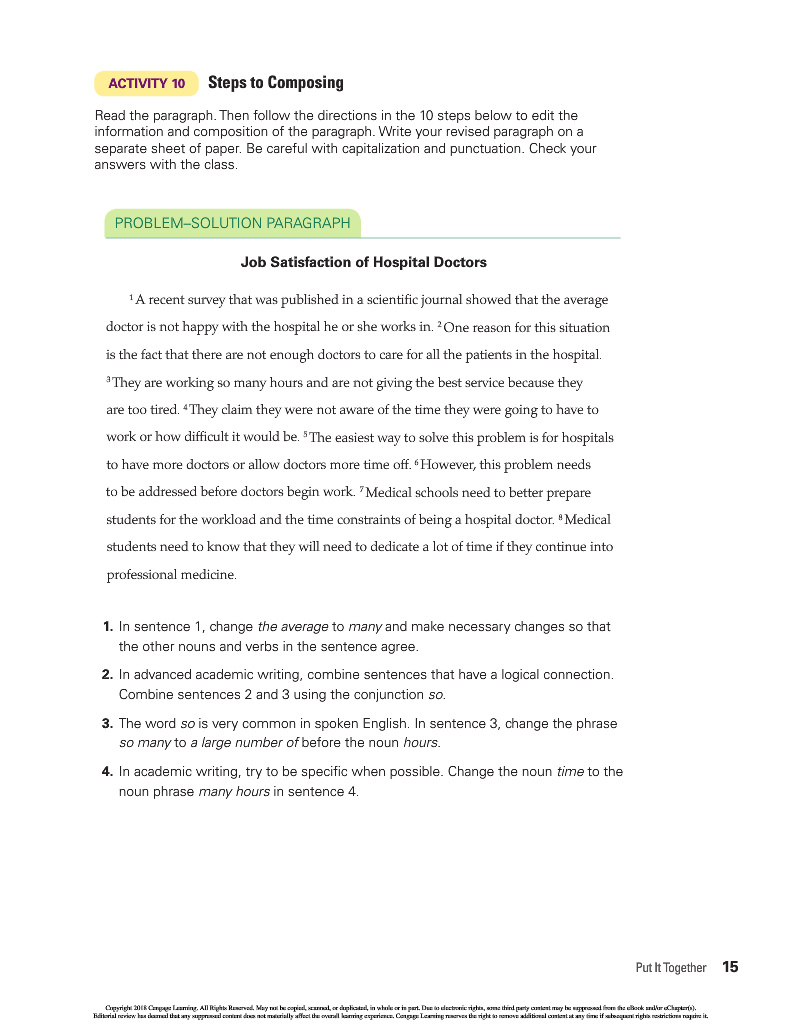 ACTIVITY 10 Steps to Composing
Read the paragraph. Then follow the directions in the 10 steps below to edit the
information and composition of the paragraph. Write your revised paragraph on a
separate sheet of paper. Be careful with capitalization and punctuation. Check your
answers with the class.
PROBLEM–SOLUTION PARAGRAPH
Job Satisfaction of Hospital Doctors
¹A recent survey that was published in a scientific journal showed that the average
doctor is not happy with the hospital he or she works in. ²One reason for this situation
is the fact that there are not enough doctors to care for all the patients in the hospital.
³They are working so many hours and are not giving the best service because they
are too tired. ⁴They claim they were not aware of the time they were going to have to
work or how difficult it would be. ⁵The easiest way to solve this problem is for hospitals
to have more doctors or allow doctors more time off. ⁶However, this problem needs
to be addressed before doctors begin work. ⁷Medical schools need to better prepare
students for the workload and the time constraints of being a hospital doctor. ⁸Medical
students need to know that they will need to dedicate a lot of time if they continue into
professional medicine.
1. In sentence 1, change the average to many and make necessary changes so that
the other nouns and verbs in the sentence agree.
2. In advanced academic writing, combine sentences that have a logical connection.
Combine sentences 2 and 3 using the conjunction so.
3. The word so is very common in spoken English. In sentence 3, change the phrase
so many to a large number of before the noun hours.
4. In academic writing, try to be specific when possible. Change the noun time to the
noun phrase many hours in sentence 4.
Put It Together 15
Copyright 2018 Cengage Learning. All Rights Reserved. May not be copied, scanned, or duplicated, in whole or in part. Due to electronic rights, some third party content may be suppressed from the eBook and/or eChapter(s).
Editorial review has deemed that any suppressed content does not materially affect the overall learning experience. Cengage Learning reserves the right to remove additional content at any time if subsequent rights restrictions require it.